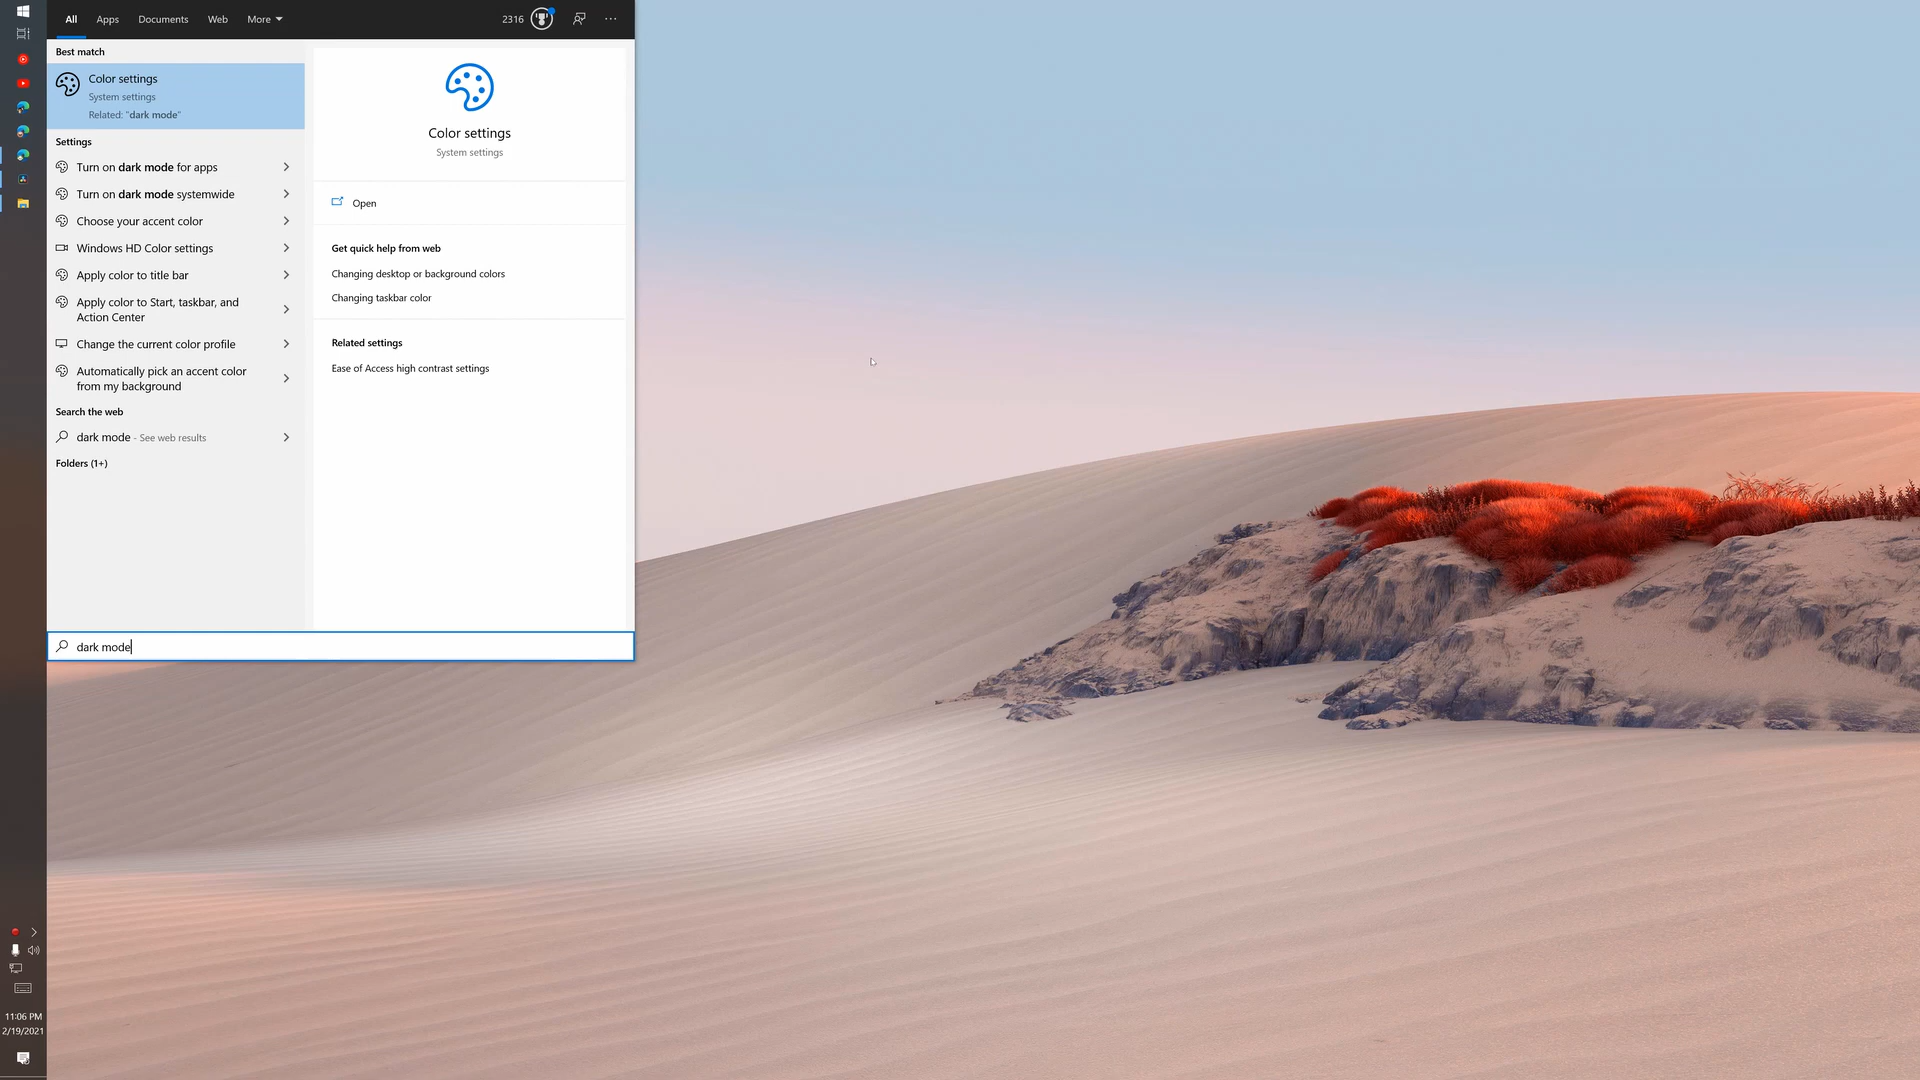 All Apps Documents Web More 2316 ...
Best match
Color settings
System settings
Related: "dark mode"
Settings
Turn on dark mode for apps
Turn on dark mode systemwide
Choose your accent color
Windows HD Color settings
Apply color to title bar
Apply color to Start, taskbar, and
Action Center
Change the current color profile
Automatically pick an accent color
from my background
Search the web
dark mode - See web results
Folders (1+)
Color settings
System settings
Open
Get quick help from web
Changing desktop or background colors
Changing taskbar color
Related settings
Ease of Access high contrast settings
dark mode
11:06 PM
2/19/2021